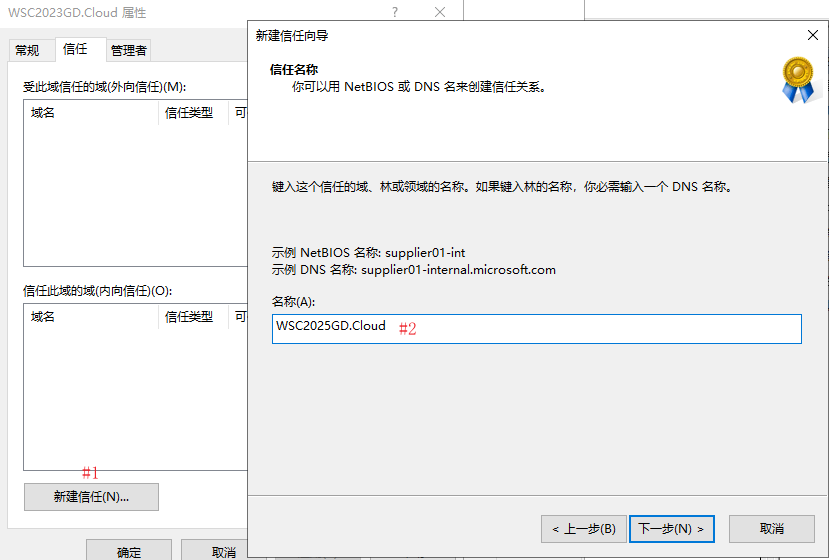 WSC2023GD.Cloud 属性
常规 信任 管理者
受此域信任的域(外向信任)(M):
域名 信任类型 可
信任此域的域(内向信任)(O):
域名 信任类型 可
#1
新建信任(N)...
确定 取消
新建信任向导
信任名称
你可以用 NetBIOS 或 DNS 名来创建信任关系。
键入这个信任的域、林或领域的名称。如果键入林的名称，你必需输入一个 DNS 名称。
示例 NetBIOS 名称: supplier01-int
示例 DNS 名称: supplier01-internal.microsoft.com
名称(A):
WSC2025GD.Cloud #2
< 上一步(B) 下一步(N) > 取消